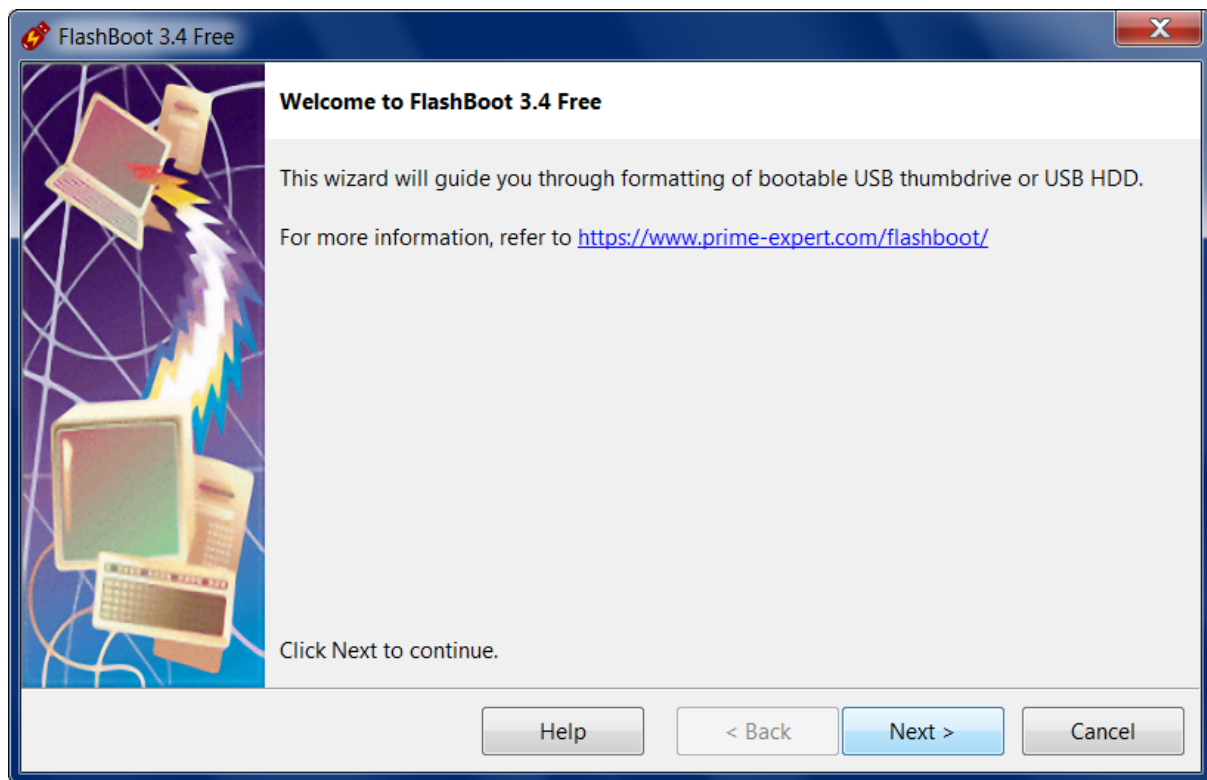 FlashBoot 3.4 Free
Welcome to FlashBoot 3.4 Free
This wizard will guide you through formatting of bootable USB thumbdrive or USB HDD.
For more information, refer to https://www.prime-expert.com/flashboot/
Click Next to continue.
Help
< Back
Next >
Cancel